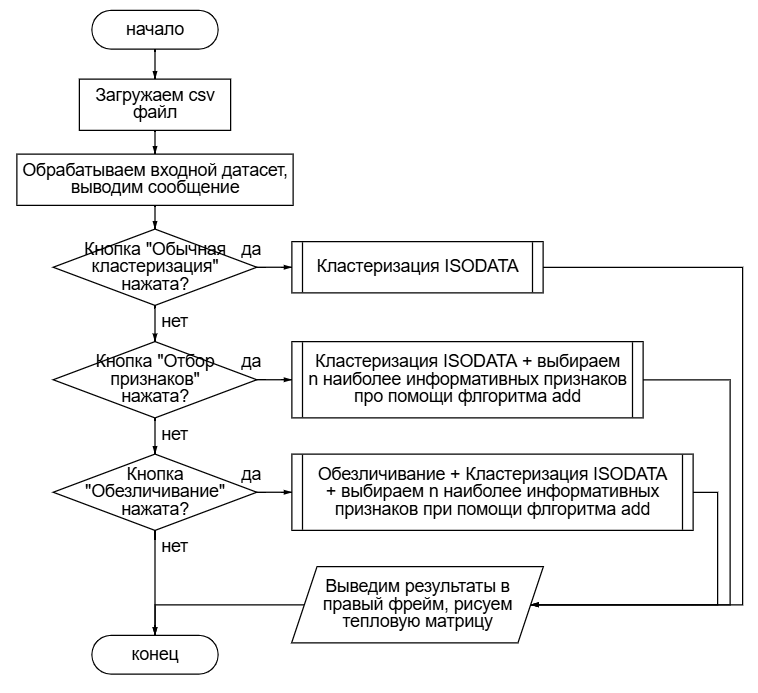 начало
Загружаем csv
файл
Обрабатываем входной датасет,
выводим сообщение
Кнопка "Обычная
кластеризация"
нажата?
да
Кластеризация ISODATA
нет
Кнопка "Отбор
признаков"
нажата?
да
Кластеризация ISODATA + выбираем
n наиболее информативных признаков
про помощи флгоритма add
нет
Кнопка
"Обезличивание"
нажата?
да
Обезличивание + Кластеризация ISODATA
+ выбираем n наиболее информативных
признаков при помощи флгоритма add
нет
Выведим результаты в
правый фрейм, рисуем
тепловую матрицу
конец